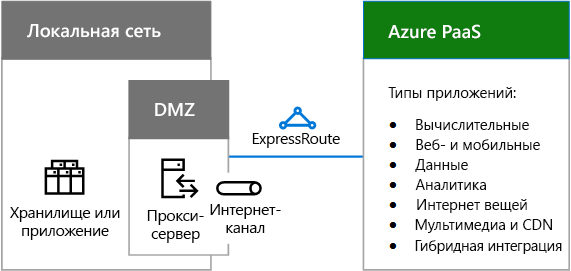 Локальная сеть
DMZ
Хранилище или
приложение
Прокси-
сервер
Интернет-
канал
ExpressRoute
Azure PaaS
Типы приложений:
• Вычислительные
• Веб- и мобильные
• Данные
• Аналитика
• Интернет вещей
• Мультимедиа и CDN
• Гибридная интеграция